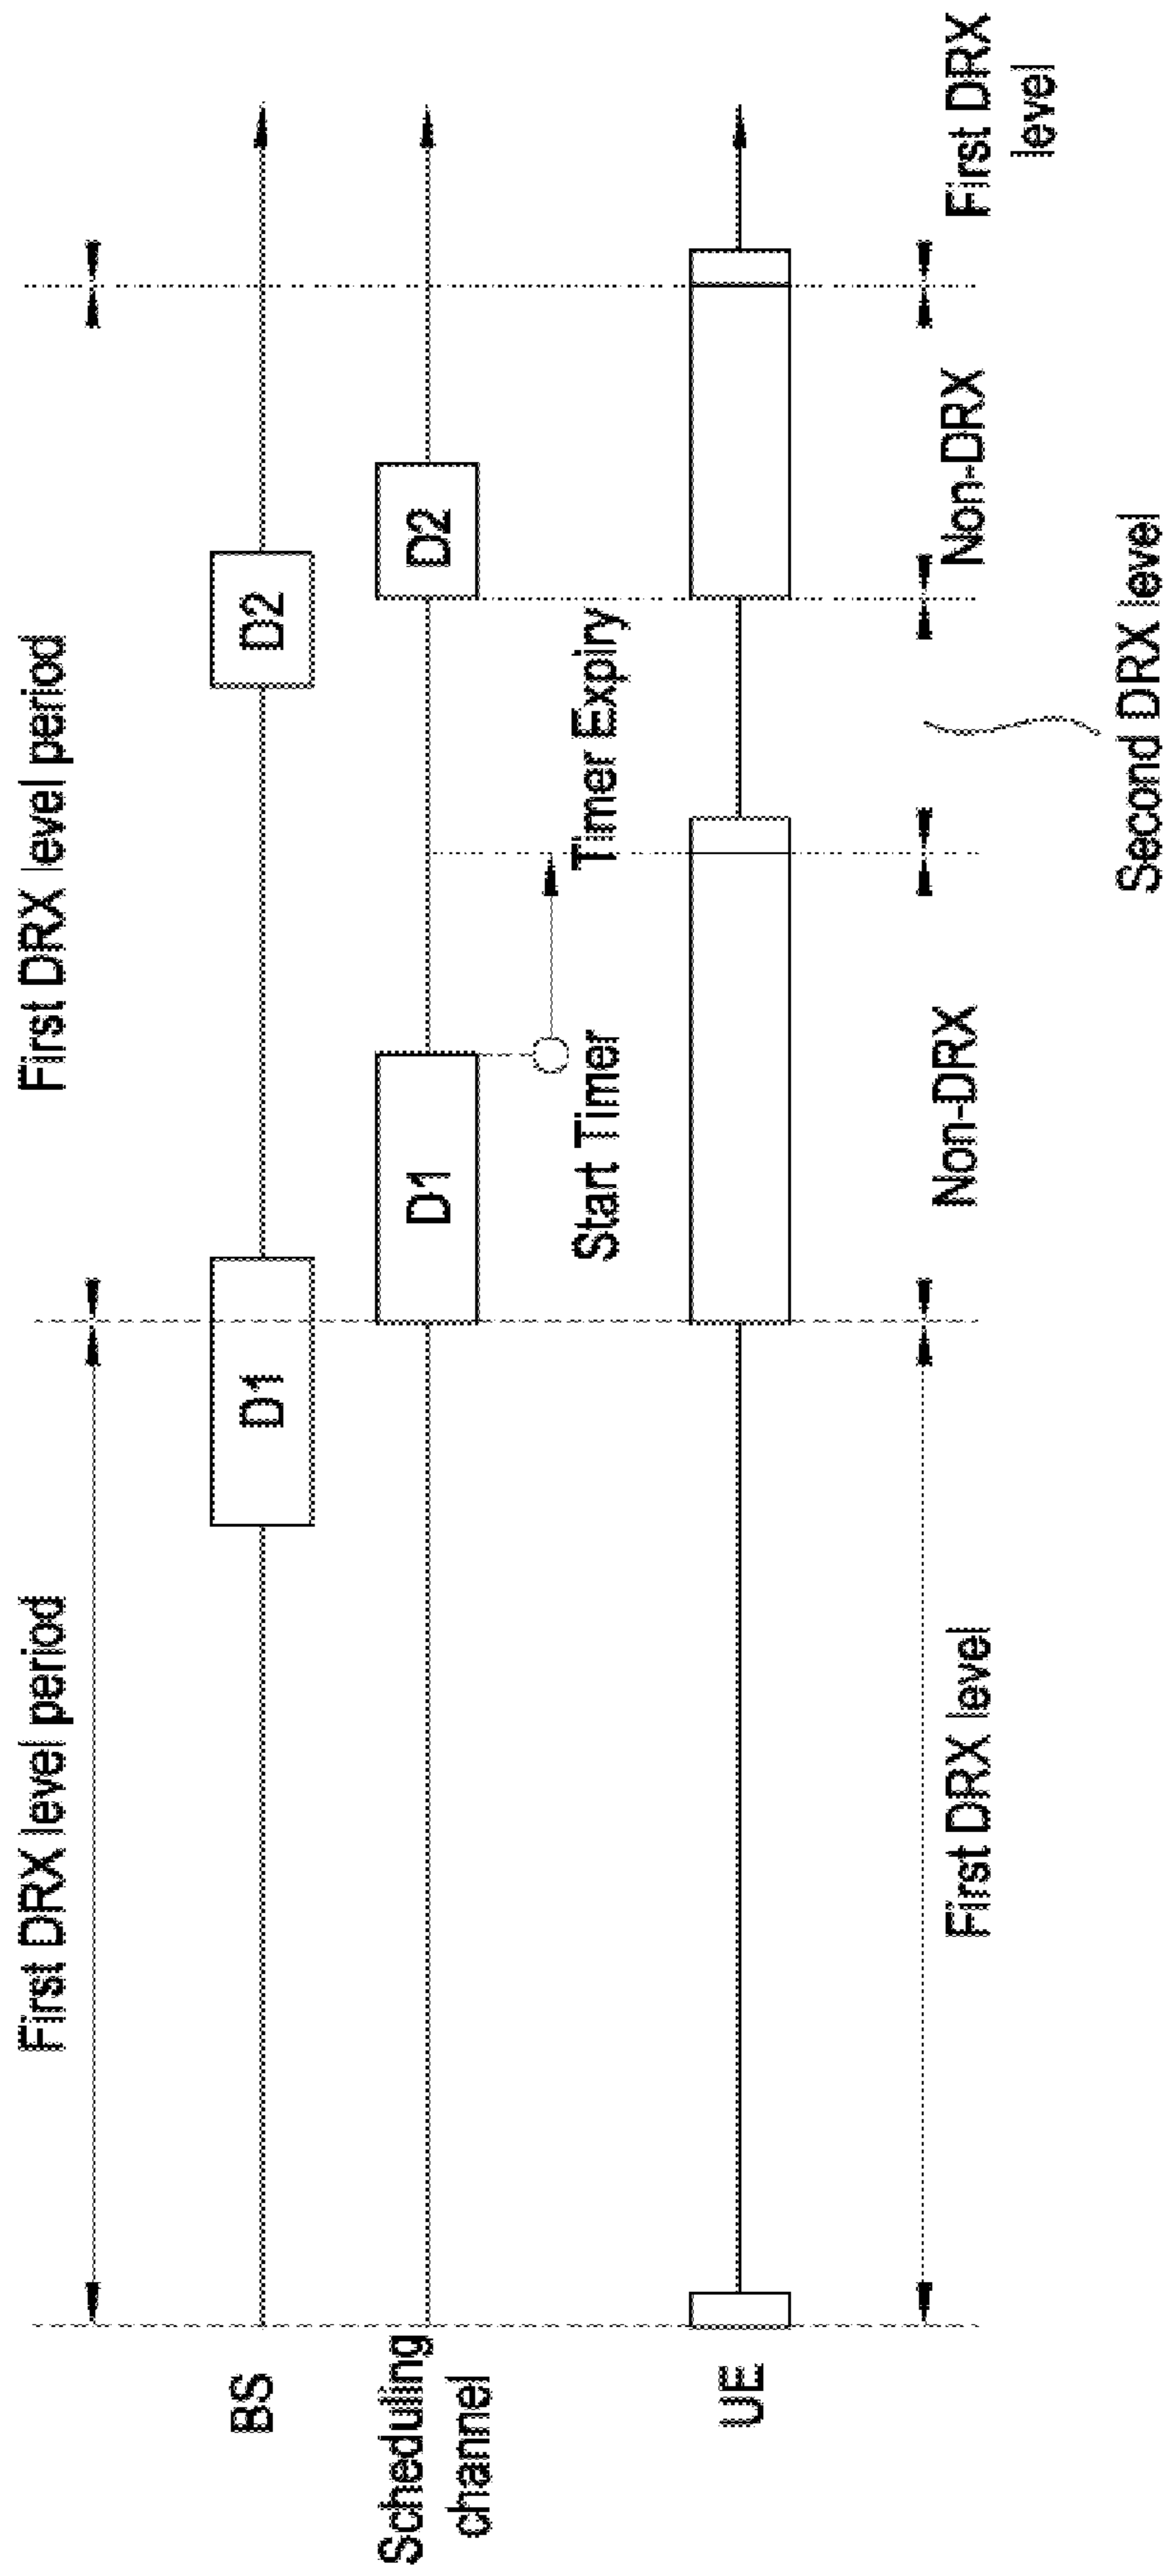 First DRX level period
First DRX level period
BS
D1
D2
Scheduling
channel
D1
D2
Start Timer
Timer Expiry
UE
First DRX level
Non-DRX
Non-DRX
First DRX
level
Second DRX level